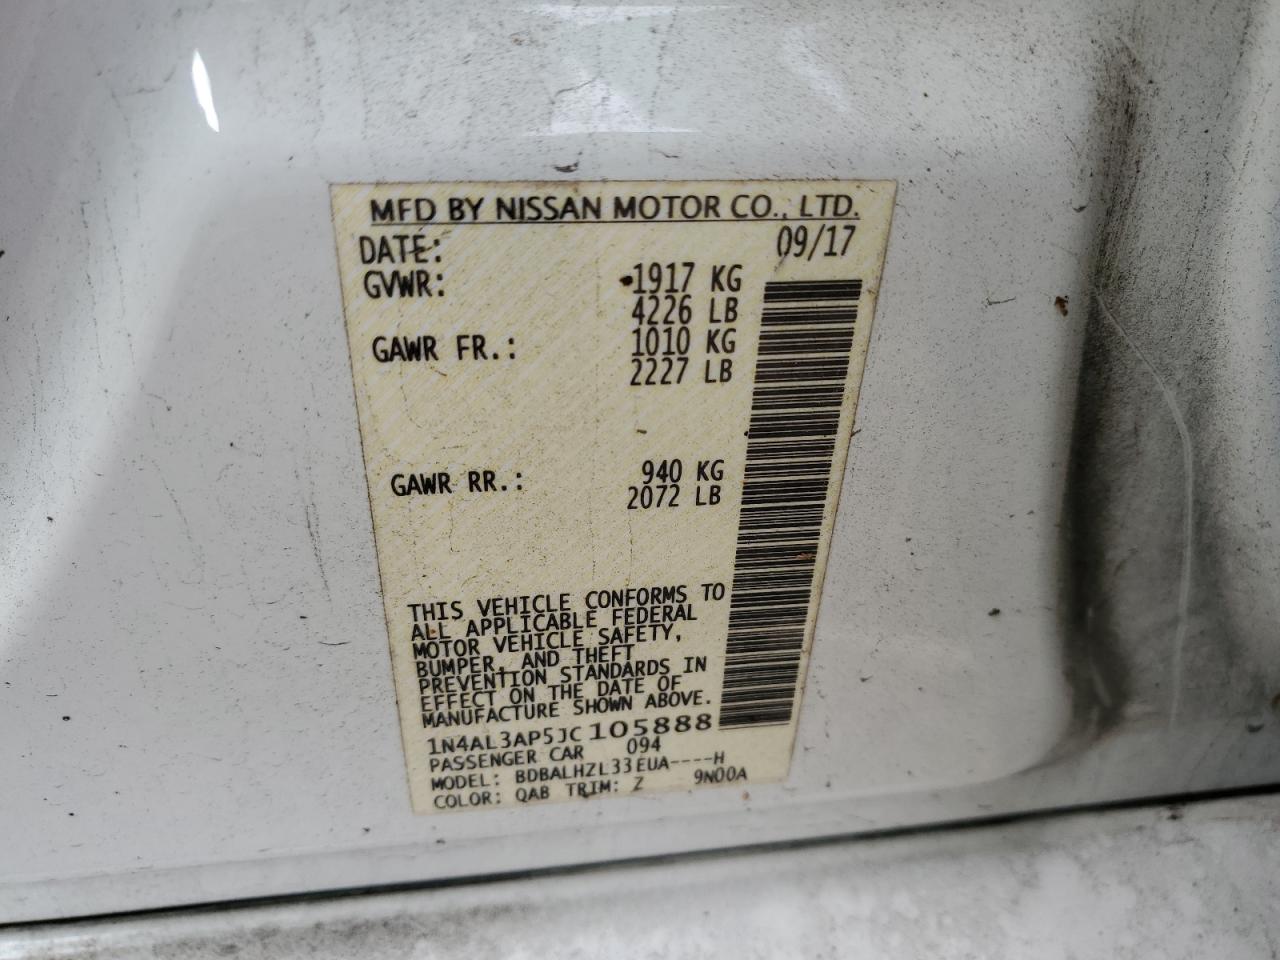 MFD BY NISSAN MOTOR CO., LTD.
DATE: 09/17
GVWR: 1917 KG
4226 LB
GAWR FR.: 1010 KG
2227 LB
GAWR RR.: 940 KG
2072 LB
THIS VEHICLE CONFORMS TO
ALL APPLICABLE FEDERAL
MOTOR VEHICLE SAFETY,
BUMPER, AND THEFT
PREVENTION STANDARDS IN
EFFECT ON THE DATE OF
MANUFACTURE SHOWN ABOVE.
1N4AL3AP5JC105888
PASSENGER CAR 094
MODEL: BDBALHZL33EUA----H
COLOR: QAB TRIM: Z 9N00A